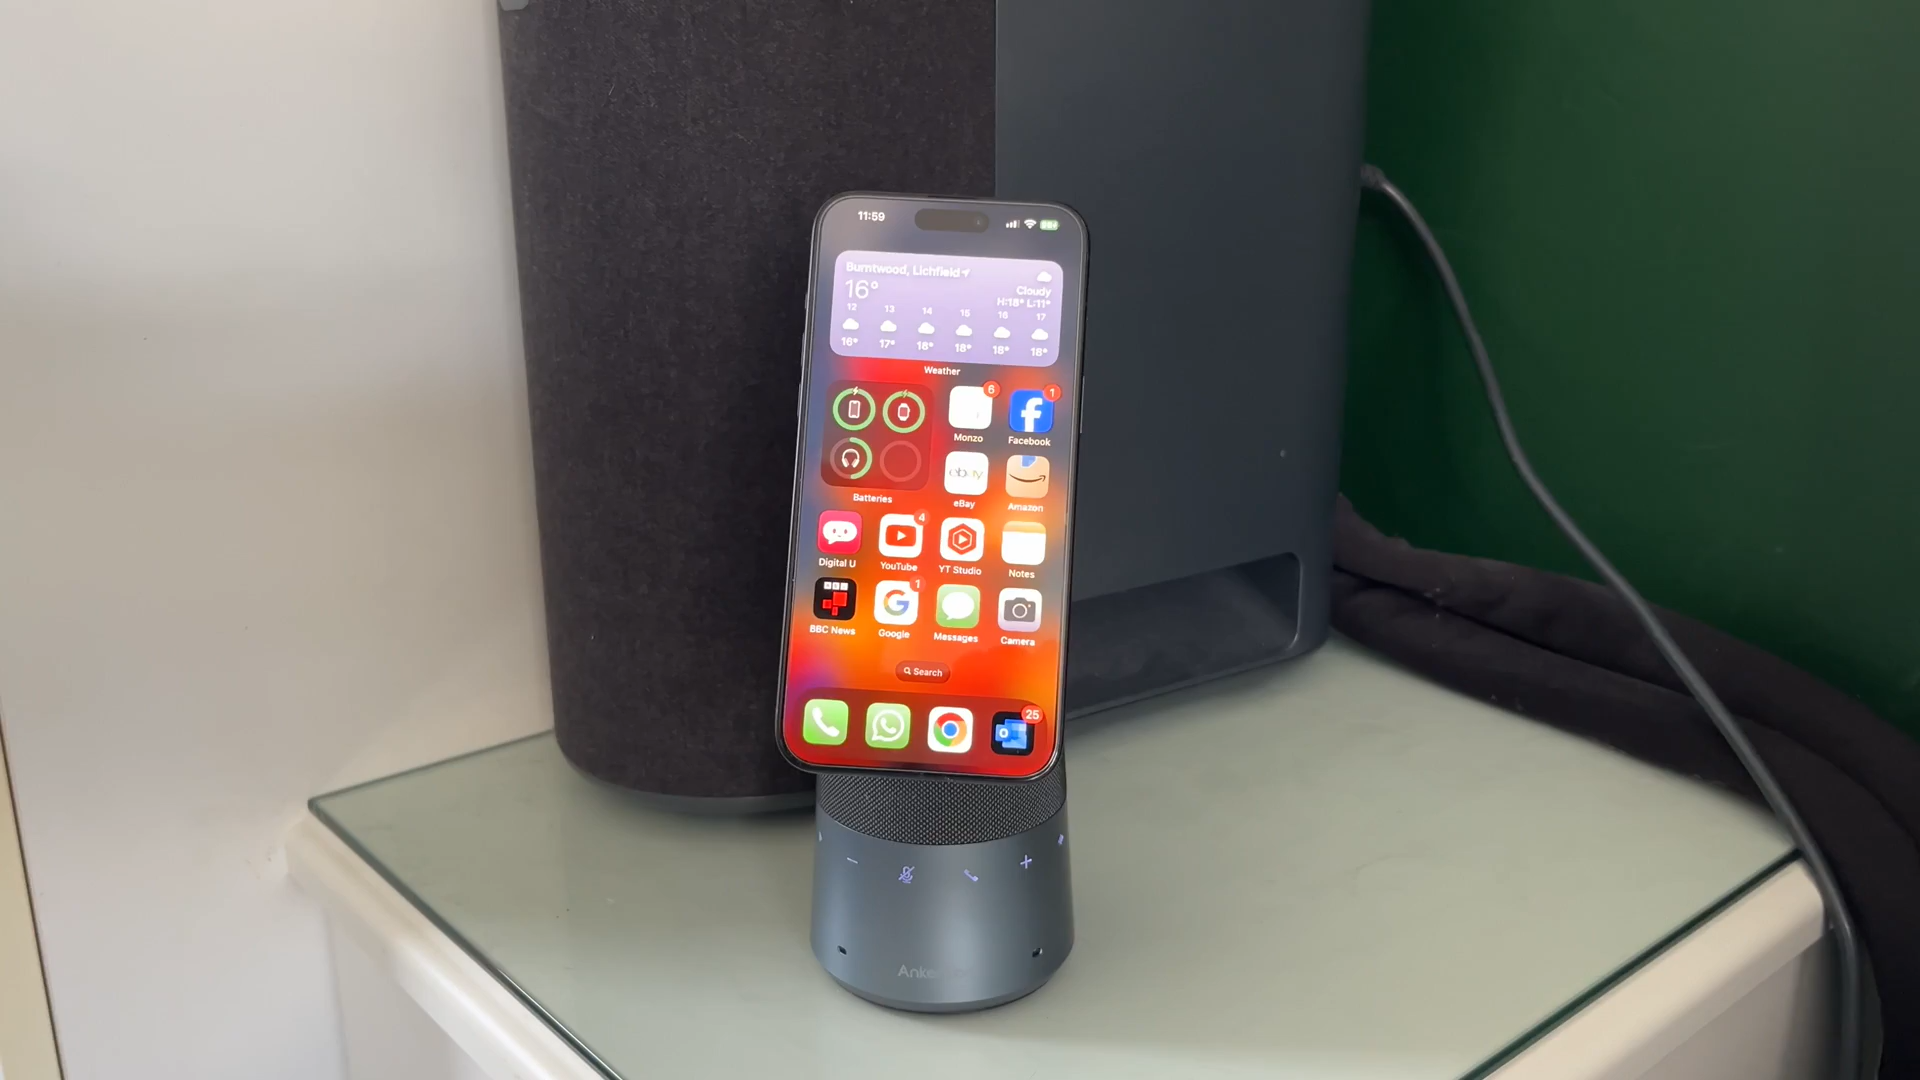 11:59
Burntwood, Lichfield
16°
Cloudy
H:18° L:11°
12 13 14 15 16 17
16° 17° 18° 18° 18° 18°
Weather
6
1
Monzo
Facebook
ebay
Batteries
eBay
Amazon
4
Digital U
YouTube
YT Studio
Notes
1
BBC News
Google
Messages
Camera
Search
25